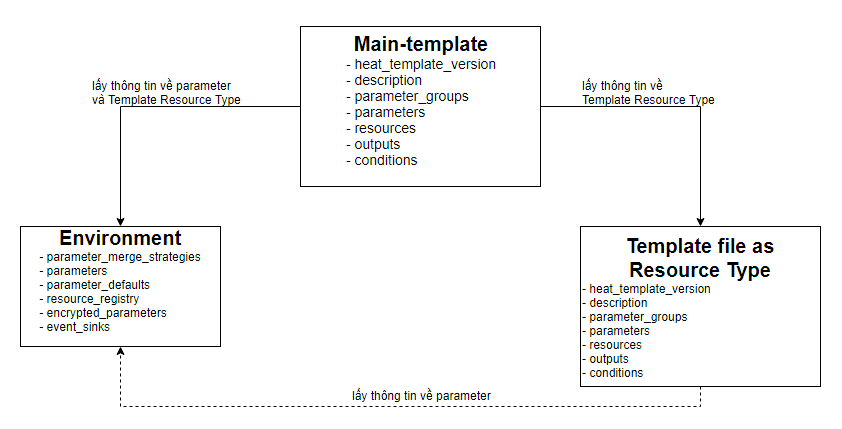 Main-template
- heat_template_version
- description
- parameter_groups
- parameters
- resources
- outputs
- conditions
lấy thông tin về parameter
và Template Resource Type
lấy thông tin về
Template Resource Type
Environment
- parameter_merge_strategies
- parameters
- parameter_defaults
- resource_registry
- encrypted_parameters
- event_sinks
Template file as
Resource Type
- heat_template_version
- description
- parameter_groups
- parameters
- resources
- outputs
- conditions
lấy thông tin về parameter